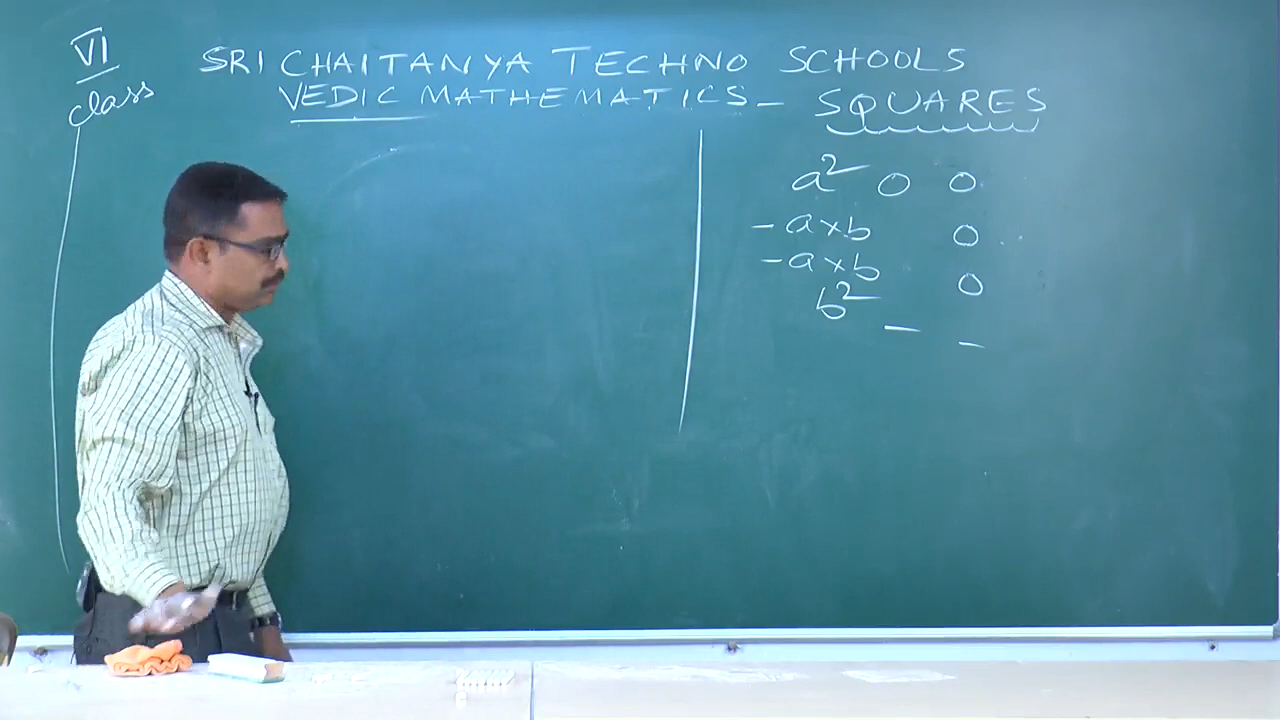 VI
class
SRI CHAITANYA TECHNO SCHOOLS
VEDIC MATHEMATICS - SQUARES
a² 0 0
- a x b 0
- a x b 0
b² _ _